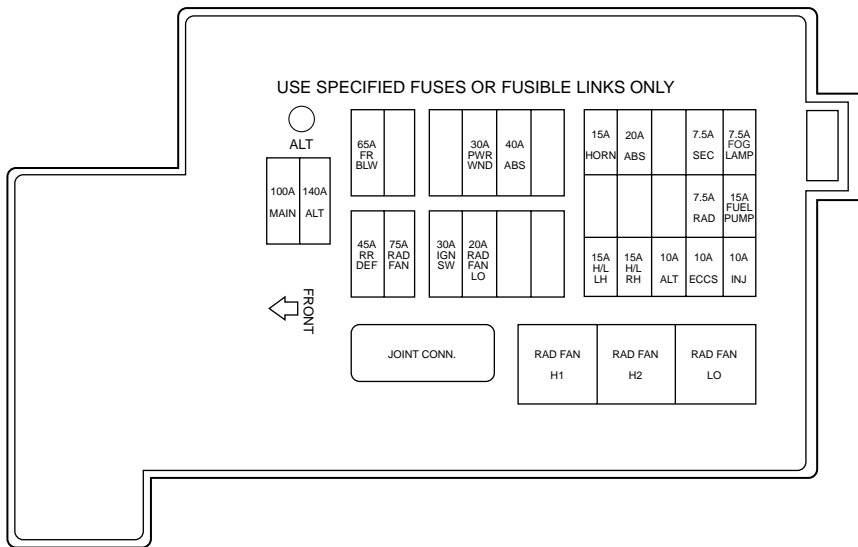 USE SPECIFIED FUSES OR FUSIBLE LINKS ONLY
ALT
100A
MAIN
140A
ALT
65A
FR
BLW
30A
PWR
WND
40A
ABS
15A
HORN
20A
ABS
7.5A
SEC
7.5A
FOG
LAMP
7.5A
RAD
15A
FUEL
PUMP
45A
RR
DEF
75A
RAD
FAN
30A
IGN
SW
20A
RAD
FAN
LO
15A
H/L
LH
15A
H/L
RH
10A
ALT
10A
ECCS
10A
INJ
FRONT
JOINT CONN.
RAD FAN
H1
RAD FAN
H2
RAD FAN
LO